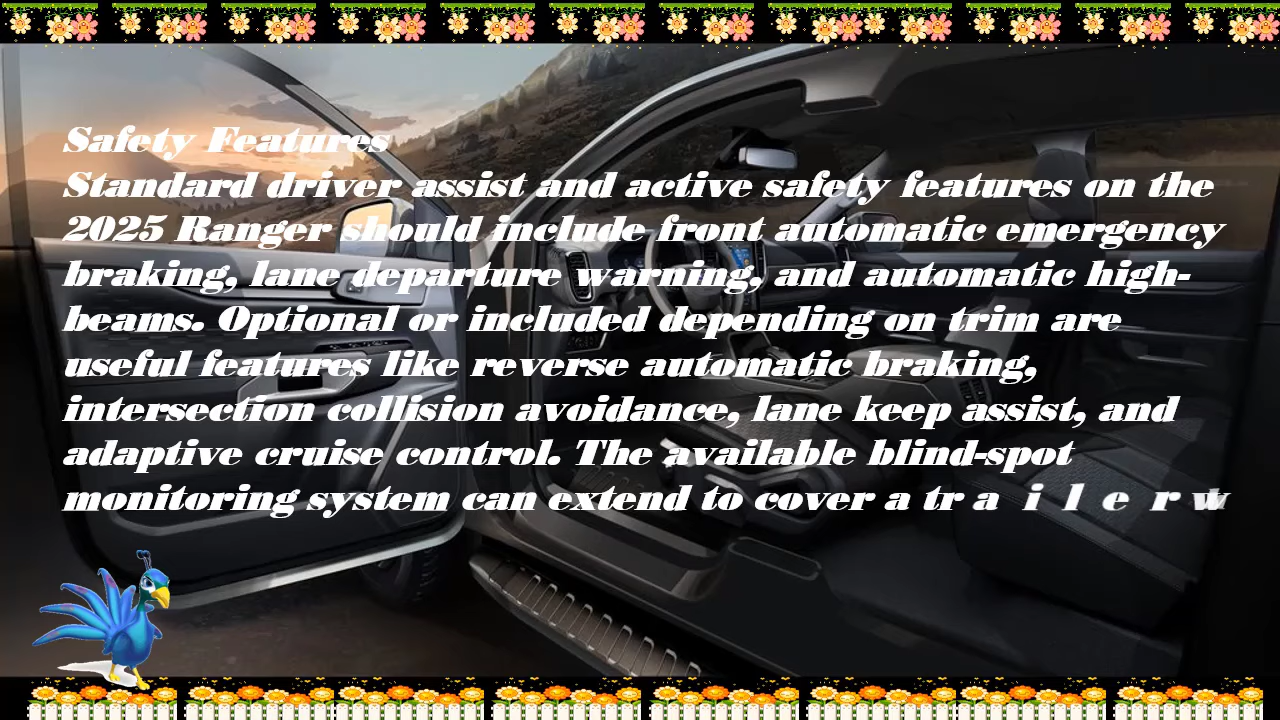 Safety Features
Standard driver assist and active safety features on the
2025 Ranger should include front automatic emergency
braking, lane departure warning, and automatic high-
beams. Optional or included depending on trim are
useful features like reverse automatic braking,
intersection collision avoidance, lane keep assist, and
adaptive cruise control. The available blind-spot
monitoring system can extend to cover a trailer w